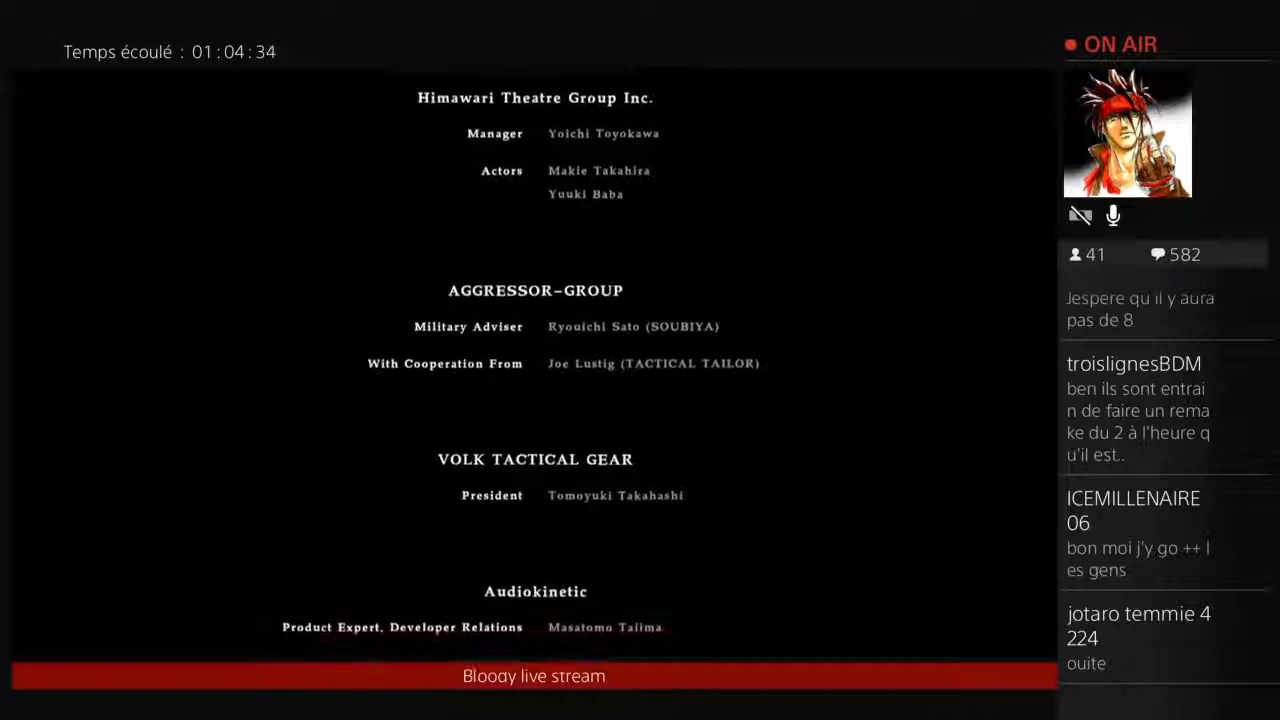 Temps écoulé : 01:04:34
ON AIR
Himawari Theatre Group Inc.
Manager Yoichi Toyokawa
Actors Makie Takahira
Yuuki Baba
AGGRESSOR-GROUP
Military Adviser Ryouichi Sato (SOUBIYA)
With Cooperation From Joe Lustig (TACTICAL TAILOR)
VOLK TACTICAL GEAR
President Tomoyuki Takahashi
Audiokinetic
Product Expert, Developer Relations Masatomo Tajima
Bloody live stream
41 582
Jespere qu il y aura
pas de 8
troislignesBDM
ben ils sont entrai
n de faire un rema
ke du 2 à l'heure q
u'il est..
ICEMILLENAIRE
06
bon moi j'y go ++ l
es gens
jotaro temmie 4
224
ouite